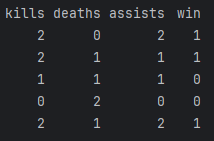 kills deaths assists win
2 0 2 1
2 1 1 1
1 1 1 0
0 2 0 0
2 1 2 1